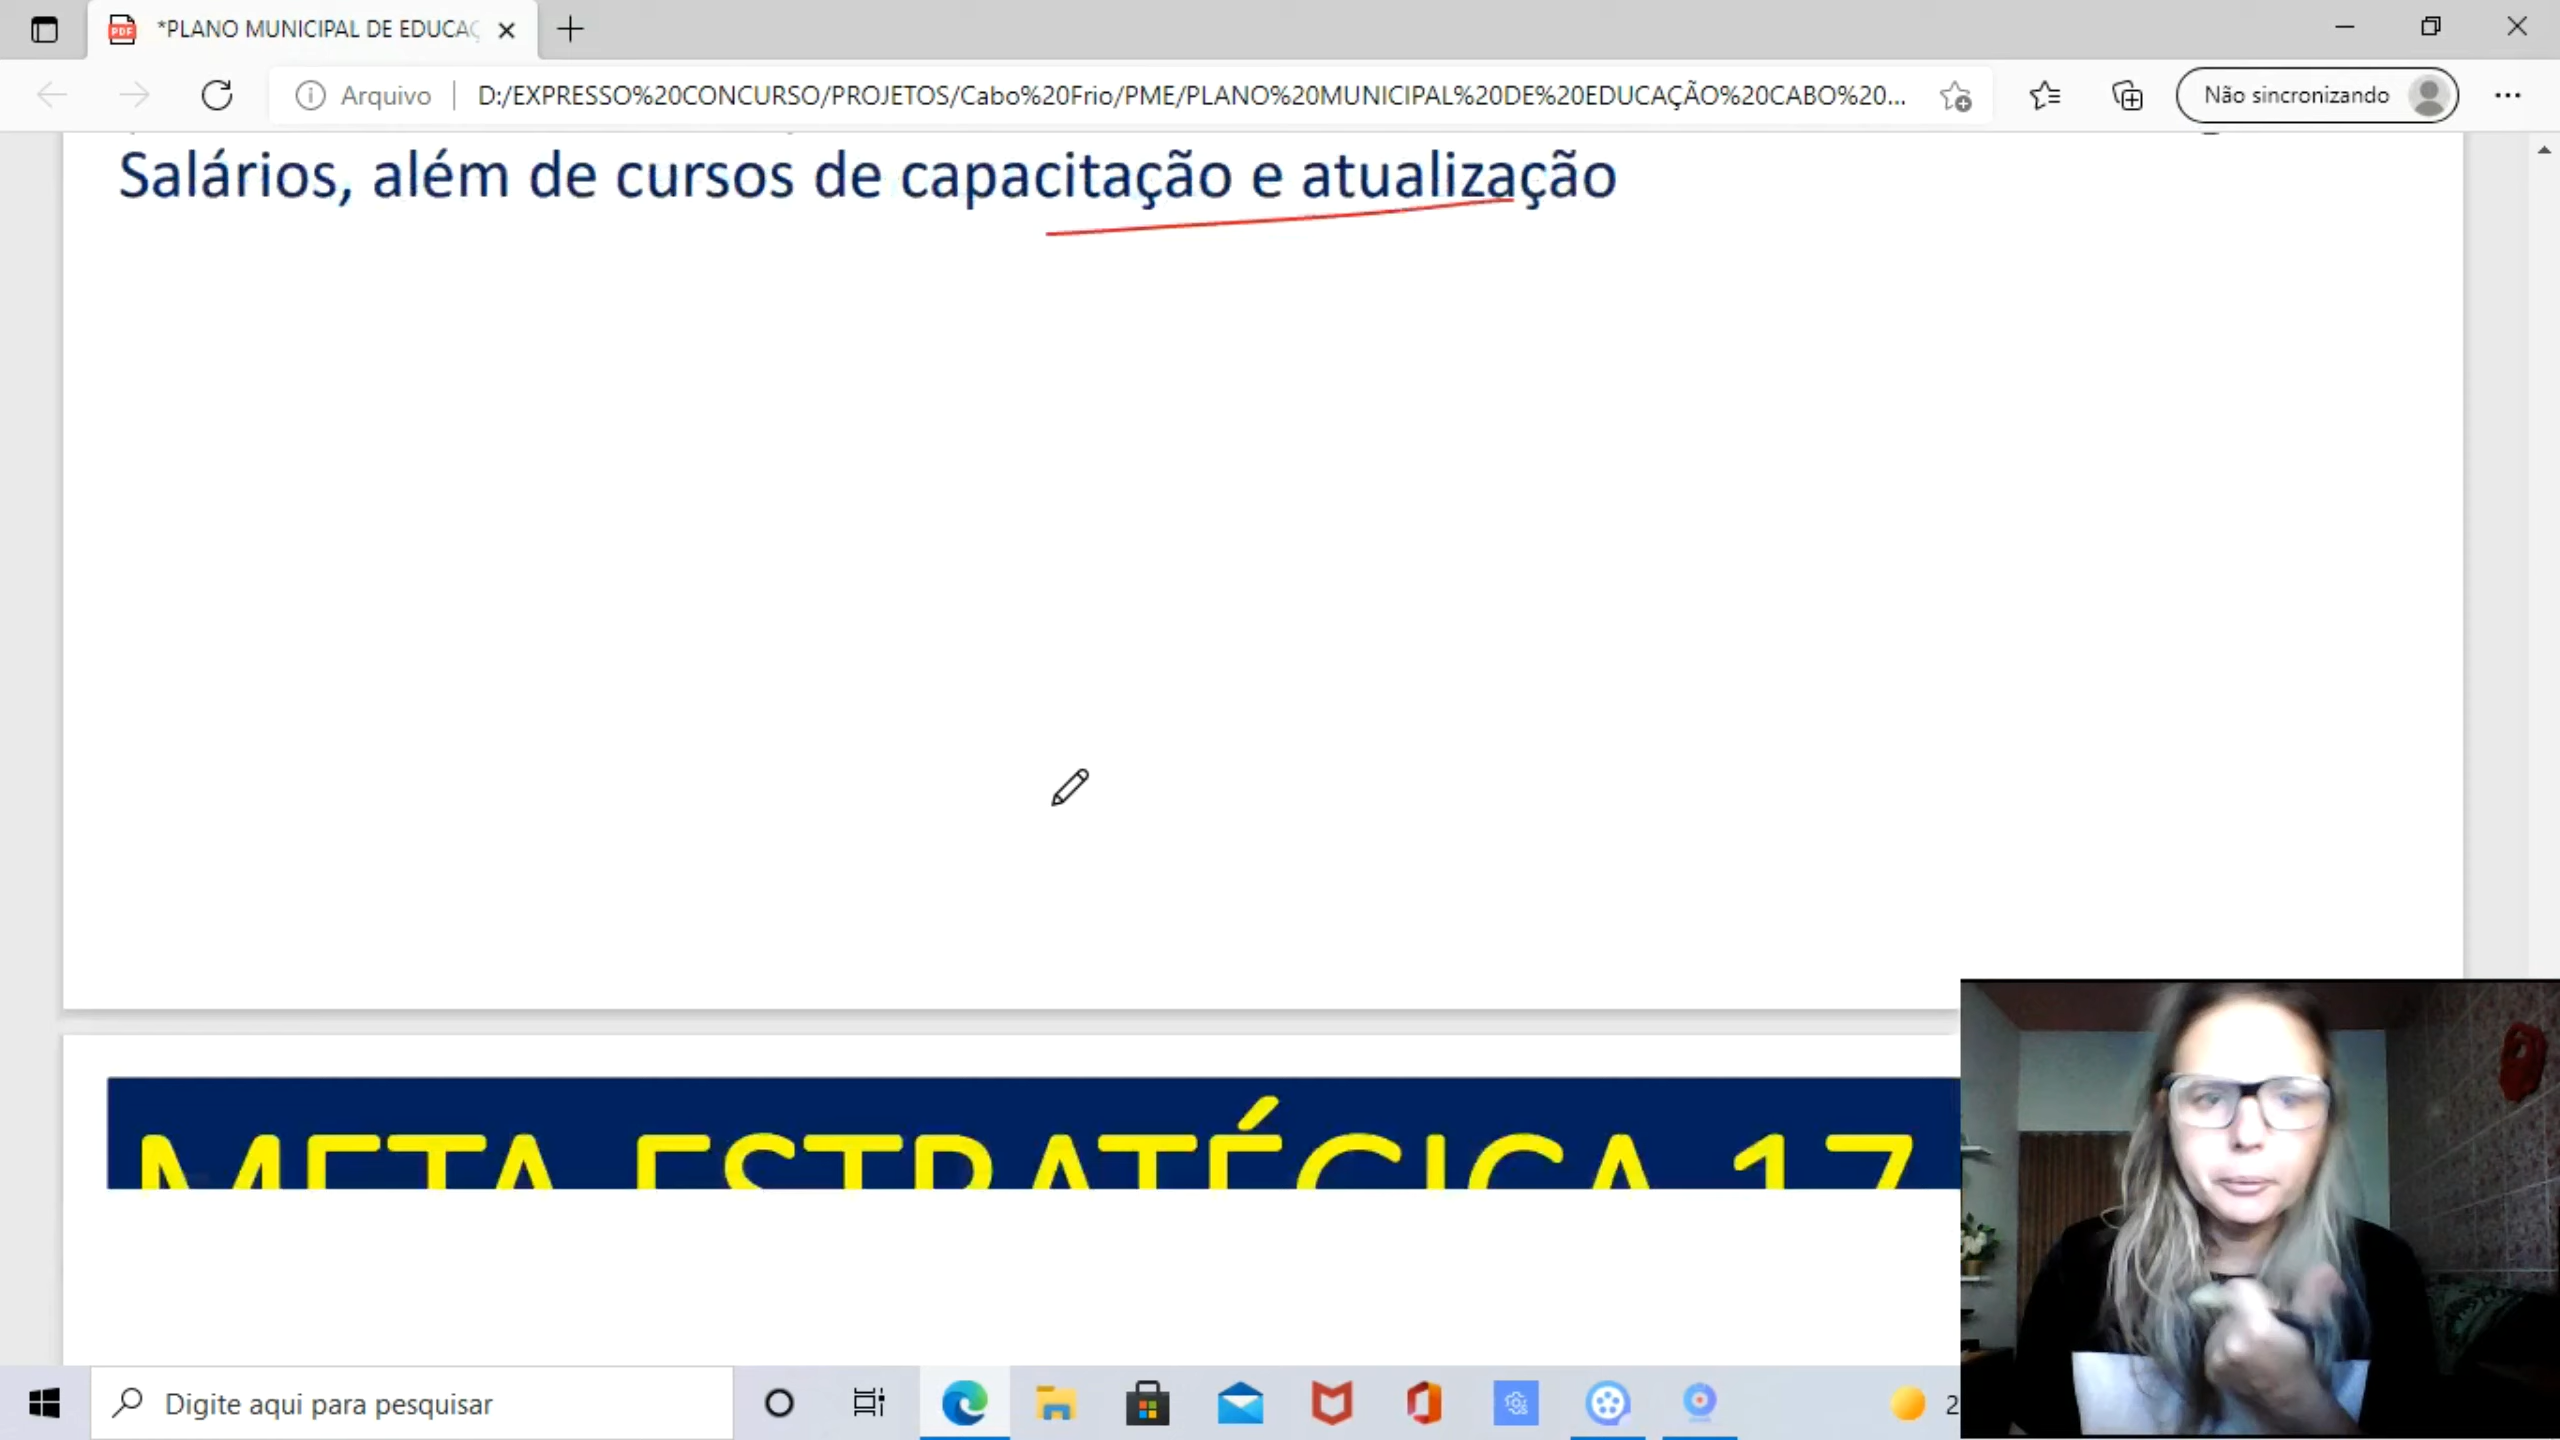 *PLANO MUNICIPAL DE EDUCAÇ
Arquivo
D:/EXPRESSO%20CONCURSO/PROJETOS/Cabo%20Frio/PME/PLANO%20MUNICIPAL%20DE%20EDUCAÇÃO%20CABO%20...
Não sincronizando
Salários, além de cursos de capacitação e atualização
META ESTRATÉGICA 17
Digite aqui para pesquisar
2